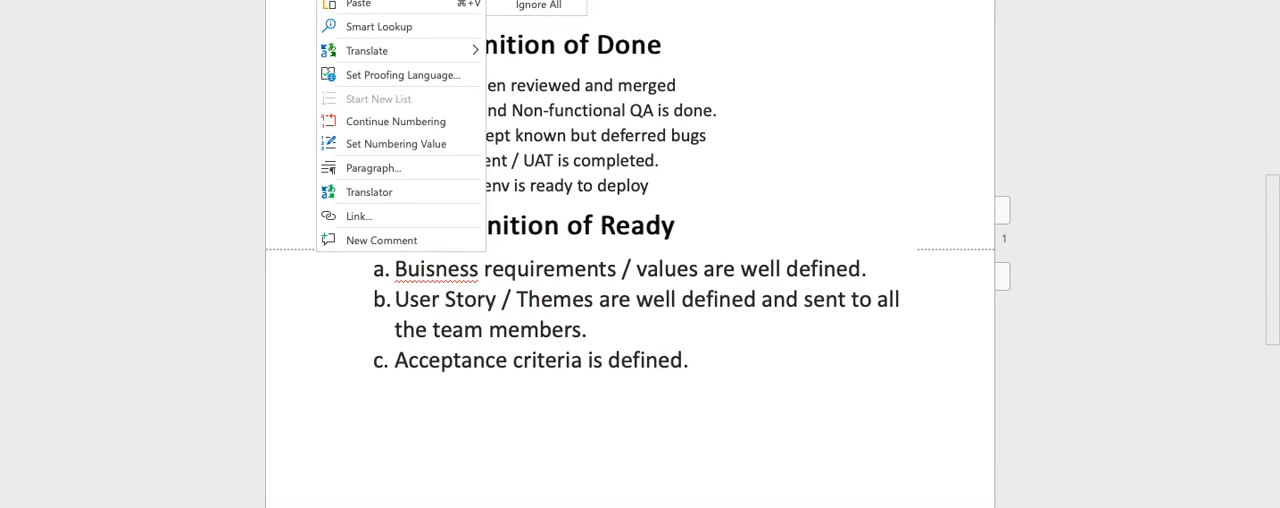 Paste ⌘+V
Ignore All
Smart Lookup
Translate
Set Proofing Language...
Start New List
Continue Numbering
Set Numbering Value
Paragraph...
Translator
Link...
New Comment
nition of Done
en reviewed and merged
nd Non-functional QA is done.
ept known but deferred bugs
ent / UAT is completed.
env is ready to deploy
nition of Ready
1
a. Buisness requirements / values are well defined.
b. User Story / Themes are well defined and sent to all
the team members.
c. Acceptance criteria is defined.